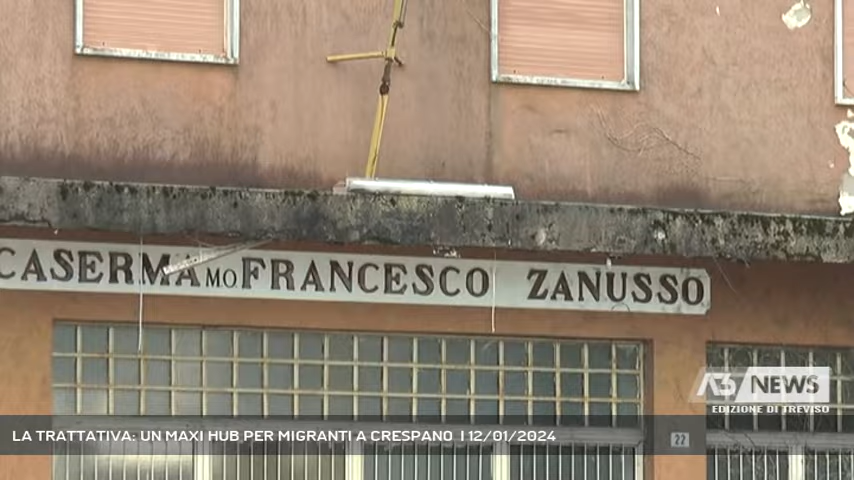 CASERMA MO FRANCESCO ZANUSSO
A3 NEWS
EDIZIONE DI TREVISO
LA TRATTATIVA: UN MAXI HUB PER MIGRANTI A CRESPANO | 12/01/2024